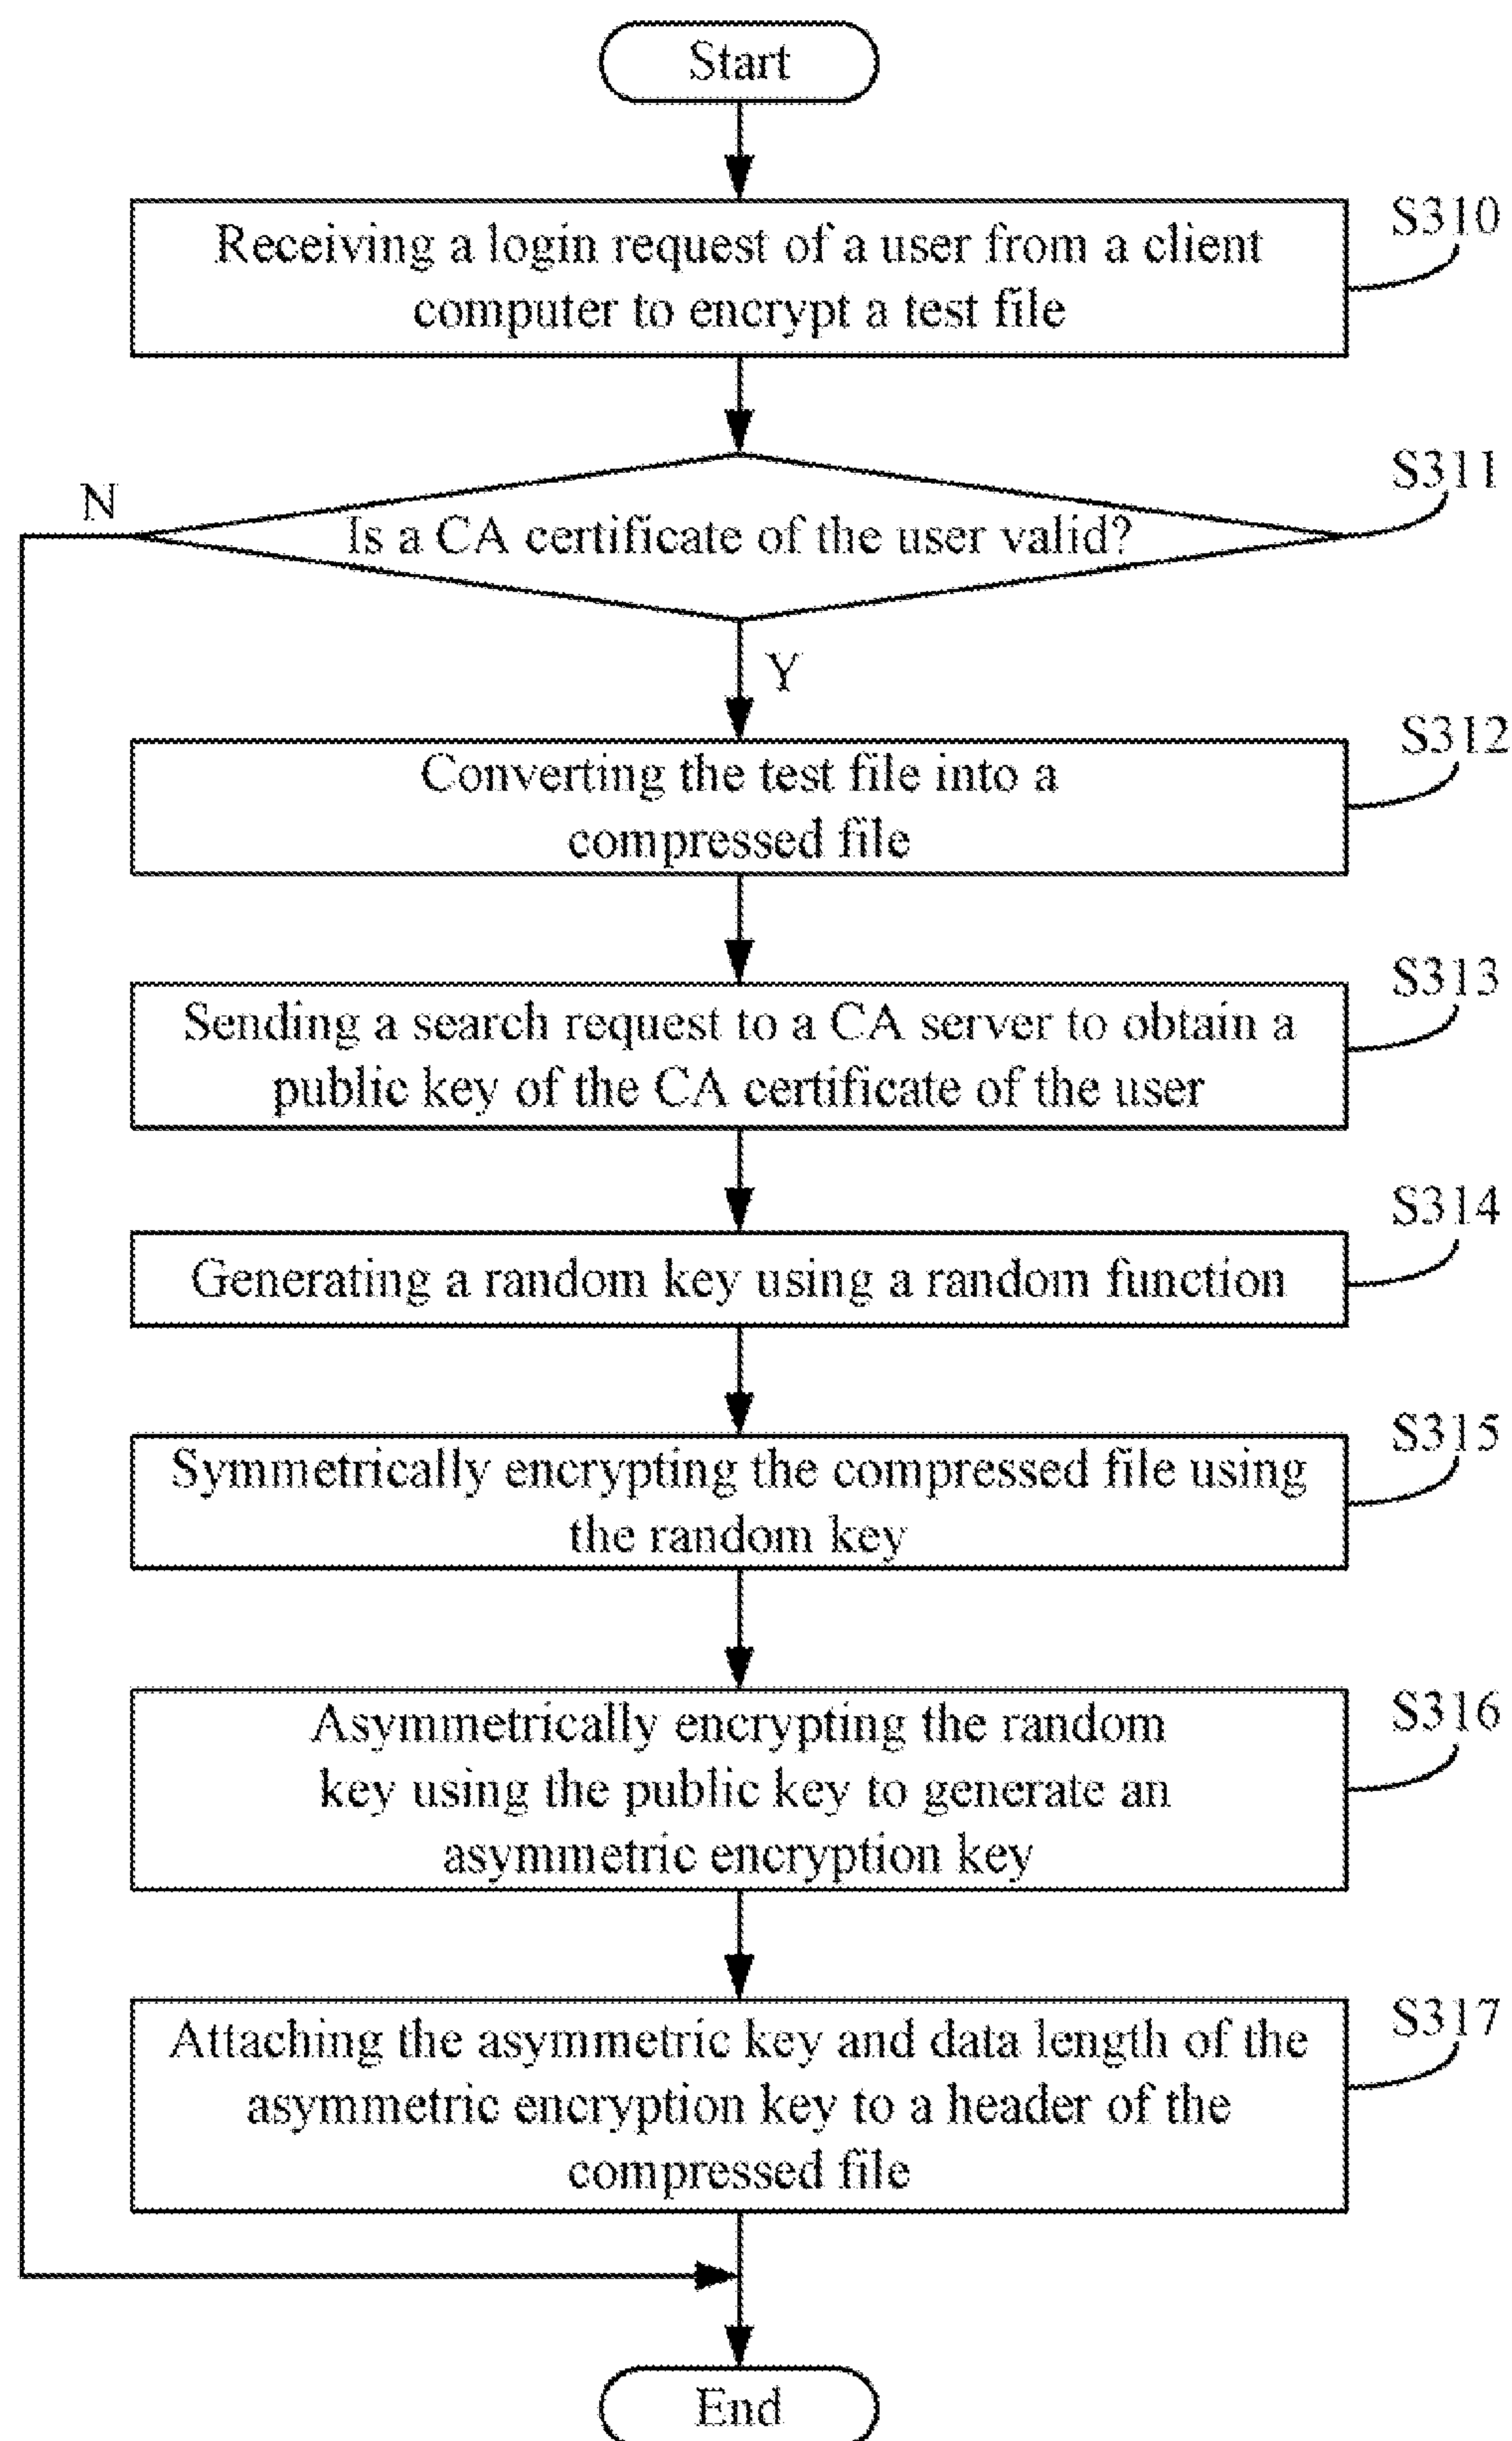 Start
S310
Receiving a login request of a user from a client
computer to encrypt a test file
S311
N
Is a CA certificate of the user valid?
Y
S312
Converting the test file into a
compressed file
S313
Sending a search request to a CA server to obtain a
public key of the CA certificate of the user
S314
Generating a random key using a random function
S315
Symmetrically encrypting the compressed file using
the random key
S316
Asymmetrically encrypting the random
key using the public key to generate an
asymmetric encryption key
S317
Attaching the asymmetric key and data length of the
asymmetric encryption key to a header of the
compressed file
End